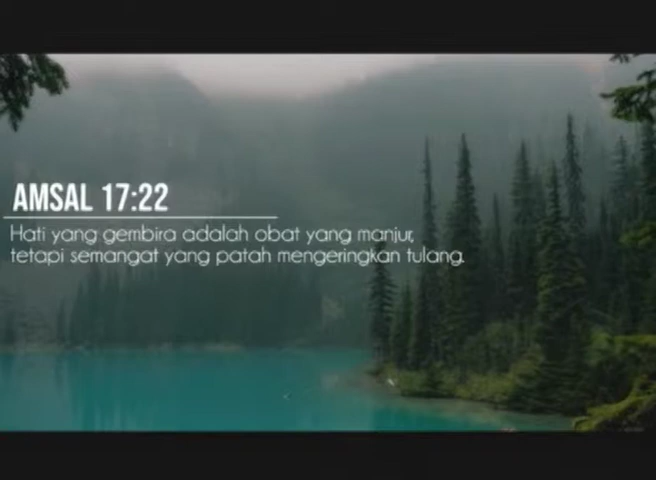 AMSAL 17:22
Hati yang gembira adalah obat yang manjur,
tetapi semangat yang patah mengeringkan tulang.